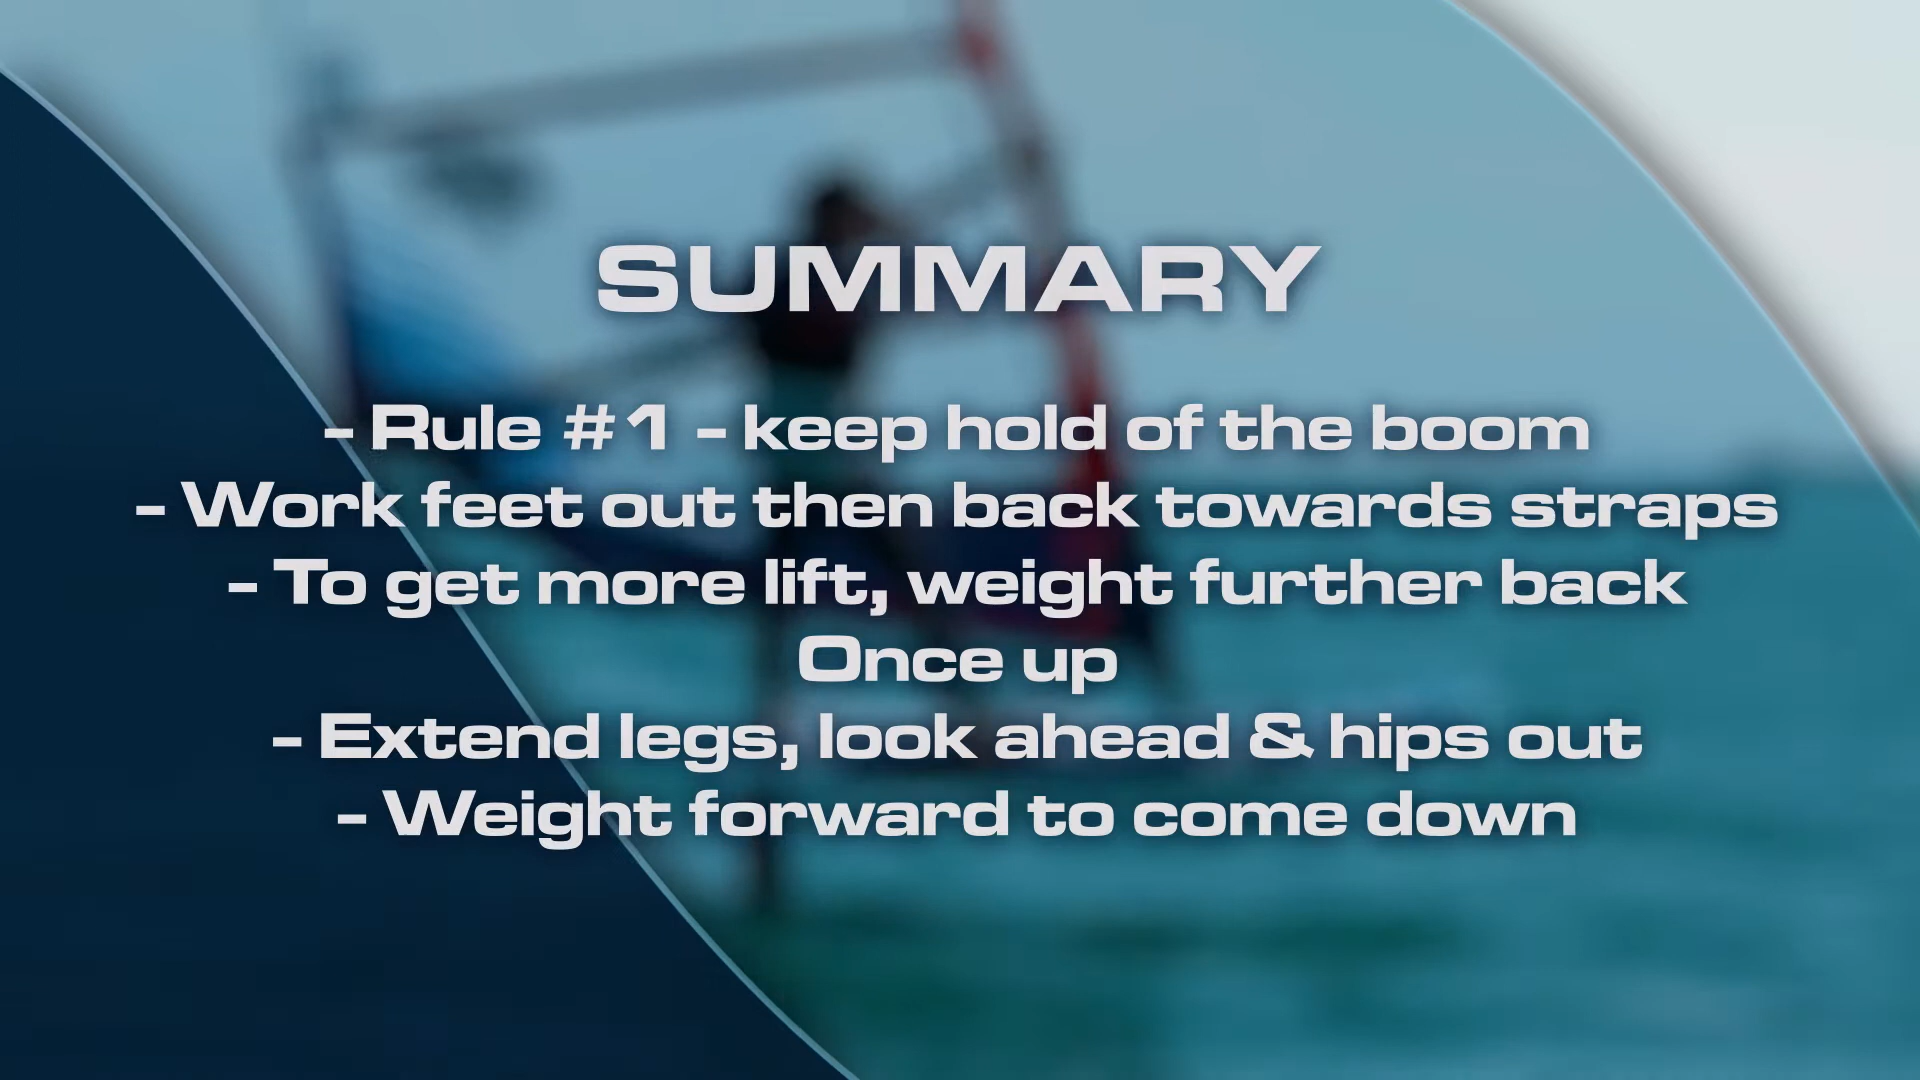 SUMMARY
- Rule #1 - keep hold of the boom
- Work feet out then back towards straps
- To get more lift, weight further back
Once up
- Extend legs, look ahead & hips out
- Weight forward to come down